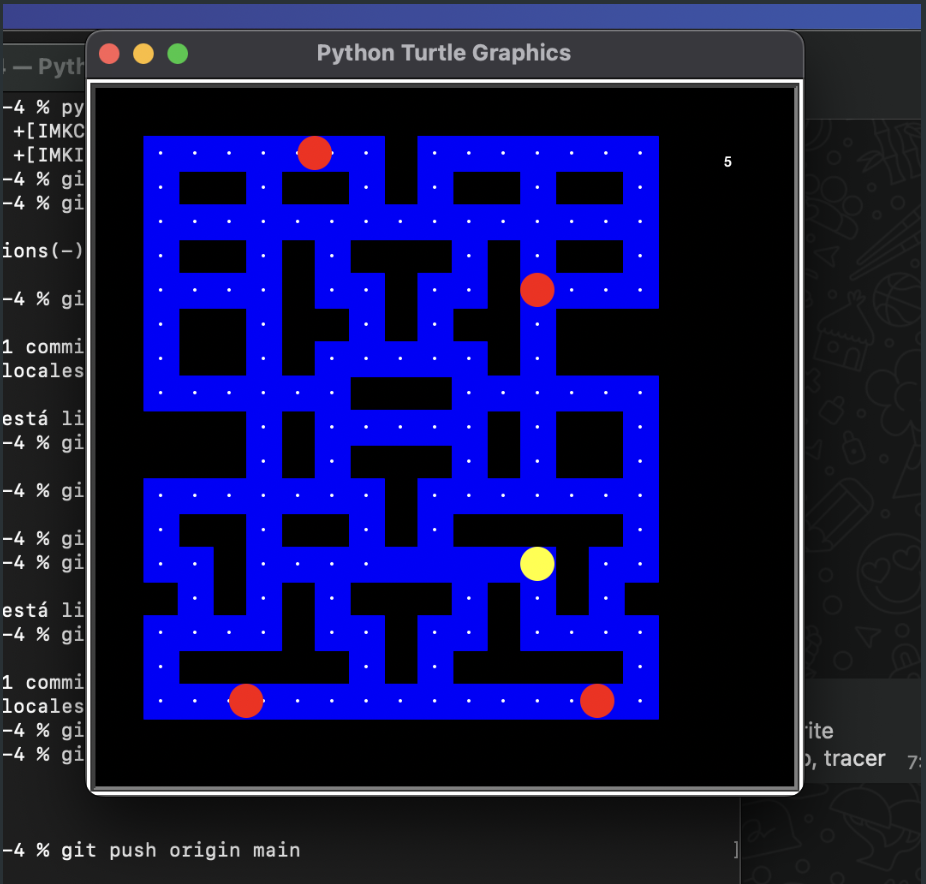 Python Turtle Graphics
— Pyth
-4 % py
+[IMKC
+[IMKI
-4 % gi
-4 % gi
5
ions(-)
-4 % gi
1 commi
locales
está li
-4 % gi
-4 % gi
-4 % gi
-4 % gi
está li
-4 % gi
1 commi
locales
-4 % gi
-4 % gi
rite
, tracer 7:
-4 % git push origin main ]